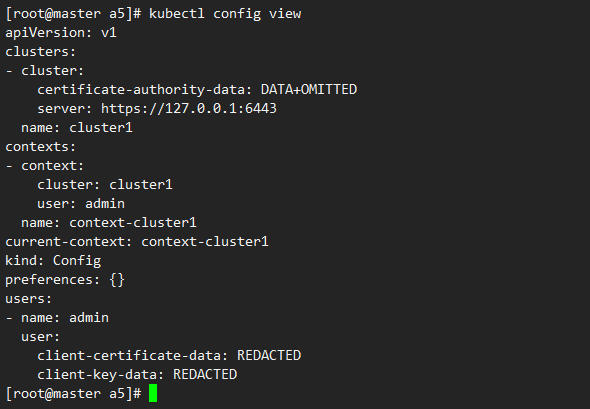 [root@master a5]# kubectl config view
apiVersion: v1
clusters:
- cluster:
    certificate-authority-data: DATA+OMITTED
    server: https://127.0.0.1:6443
  name: cluster1
contexts:
- context:
    cluster: cluster1
    user: admin
  name: context-cluster1
current-context: context-cluster1
kind: Config
preferences: {}
users:
- name: admin
  user:
    client-certificate-data: REDACTED
    client-key-data: REDACTED
[root@master a5]#